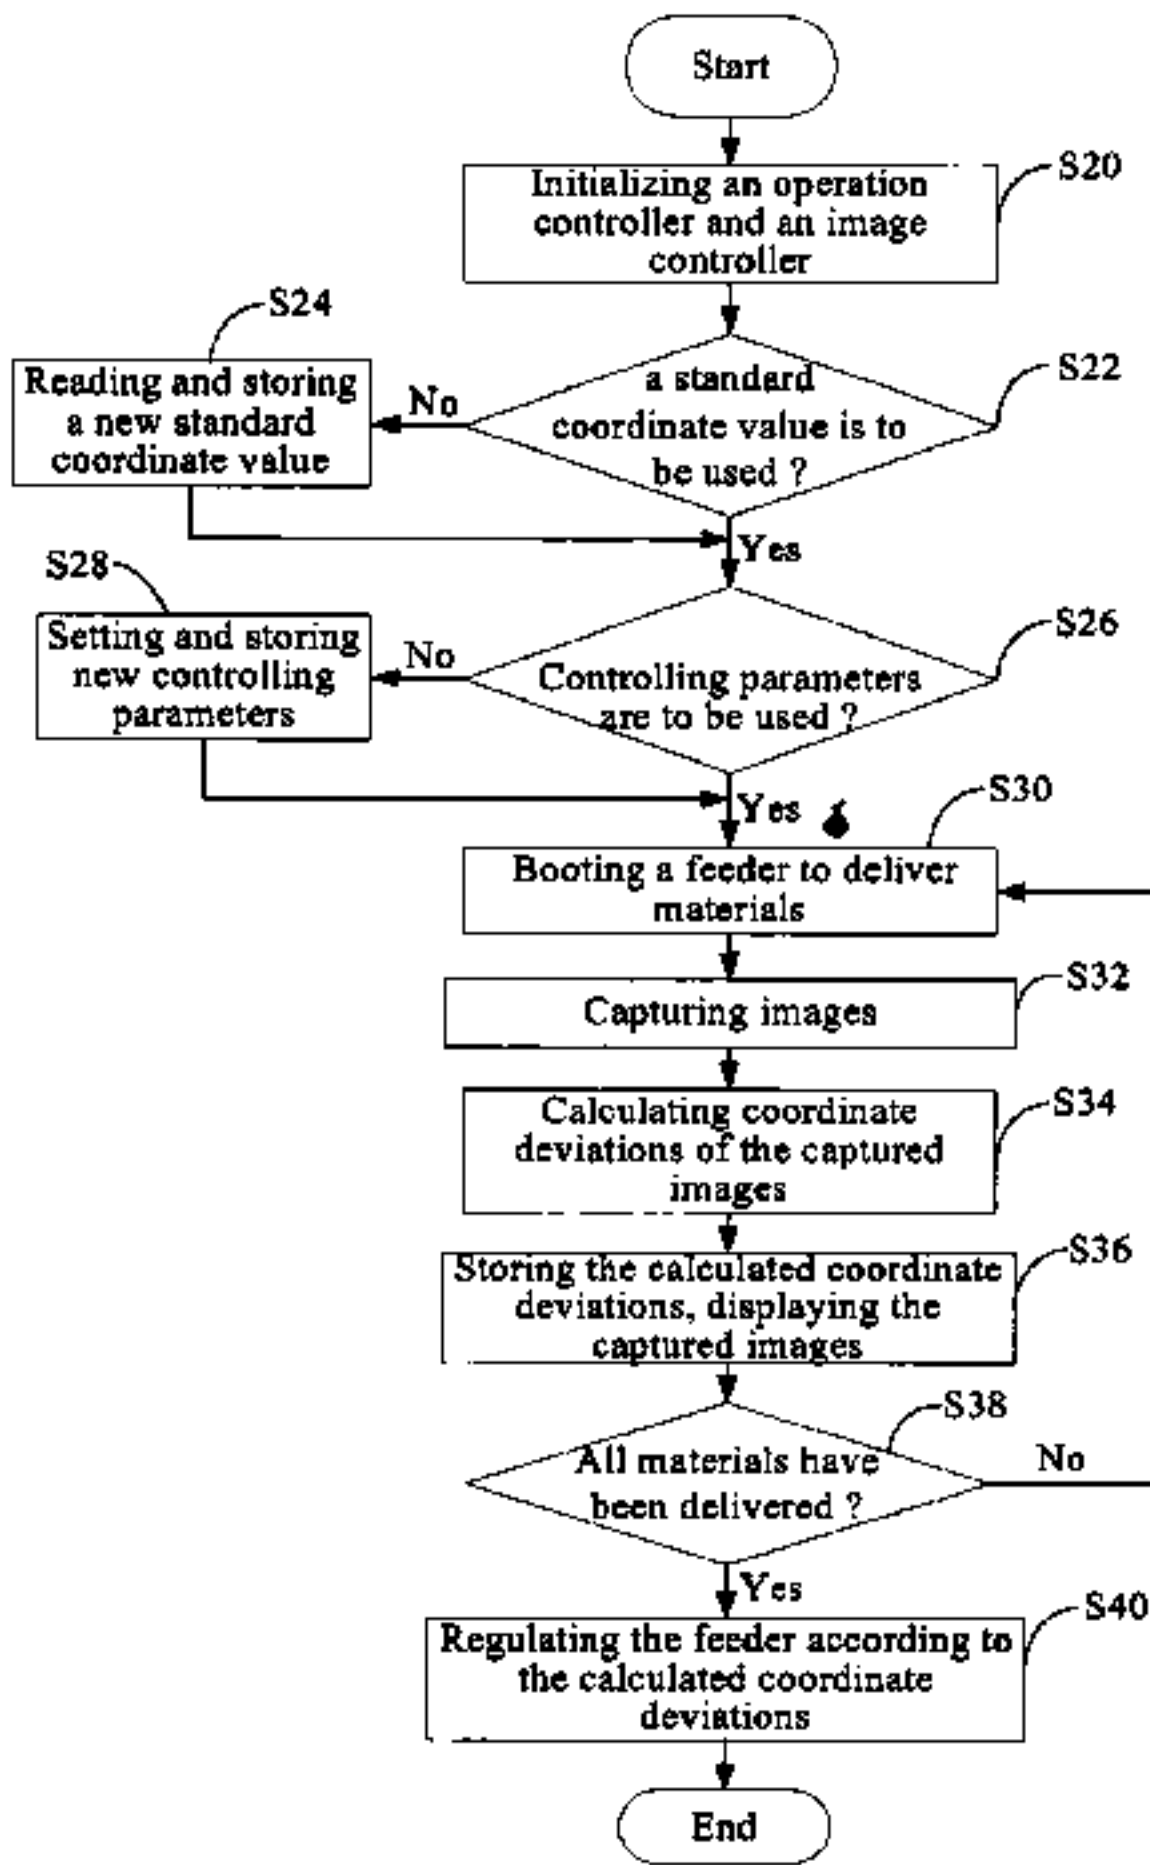 Start
S20
Initializing an operation
controller and an image
controller
S24
Reading and storing
a new standard
coordinate value
No
S22
a standard
coordinate value is to
be used ?
Yes
S28
Setting and storing
new controlling
parameters
No
S26
Controlling parameters
are to be used ?
Yes
S30
Booting a feeder to deliver
materials
S32
Capturing images
S34
Calculating coordinate
deviations of the captured
images
S36
Storing the calculated coordinate
deviations, displaying the
captured images
S38
All materials have
been delivered ?
No
Yes
S40
Regulating the feeder according to
the calculated coordinate
deviations
End